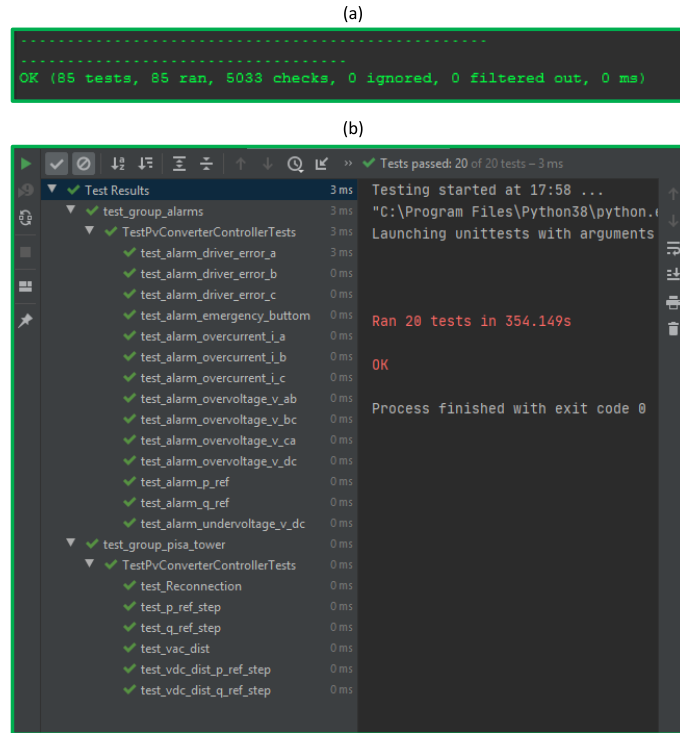 (a)
OK (85 tests, 85 ran, 5033 checks, 0 ignored, 0 filtered out, 0 ms)
(b)
Tests passed: 20 of 20 tests – 3 ms
Test Results 3 ms
test_group_alarms 3 ms
TestPvConverterControllerTests 3 ms
test_alarm_driver_error_a 3 ms
test_alarm_driver_error_b 0 ms
test_alarm_driver_error_c 0 ms
test_alarm_emergency_buttom 0 ms
test_alarm_overcurrent_i_a 0 ms
test_alarm_overcurrent_i_b 0 ms
test_alarm_overcurrent_i_c 0 ms
test_alarm_overvoltage_v_ab 0 ms
test_alarm_overvoltage_v_bc 0 ms
test_alarm_overvoltage_v_ca 0 ms
test_alarm_overvoltage_v_dc 0 ms
test_alarm_p_ref 0 ms
test_alarm_q_ref 0 ms
test_alarm_undervoltage_v_dc 0 ms
test_group_pisa_tower 0 ms
TestPvConverterControllerTests 0 ms
test_Reconnection 0 ms
test_p_ref_step 0 ms
test_q_ref_step 0 ms
test_vac_dist 0 ms
test_vdc_dist_p_ref_step 0 ms
test_vdc_dist_q_ref_step 0 ms
Testing started at 17:58 ...
"C:\Program Files\Python38\python.e
Launching unittests with arguments
Ran 20 tests in 354.149s
OK
Process finished with exit code 0